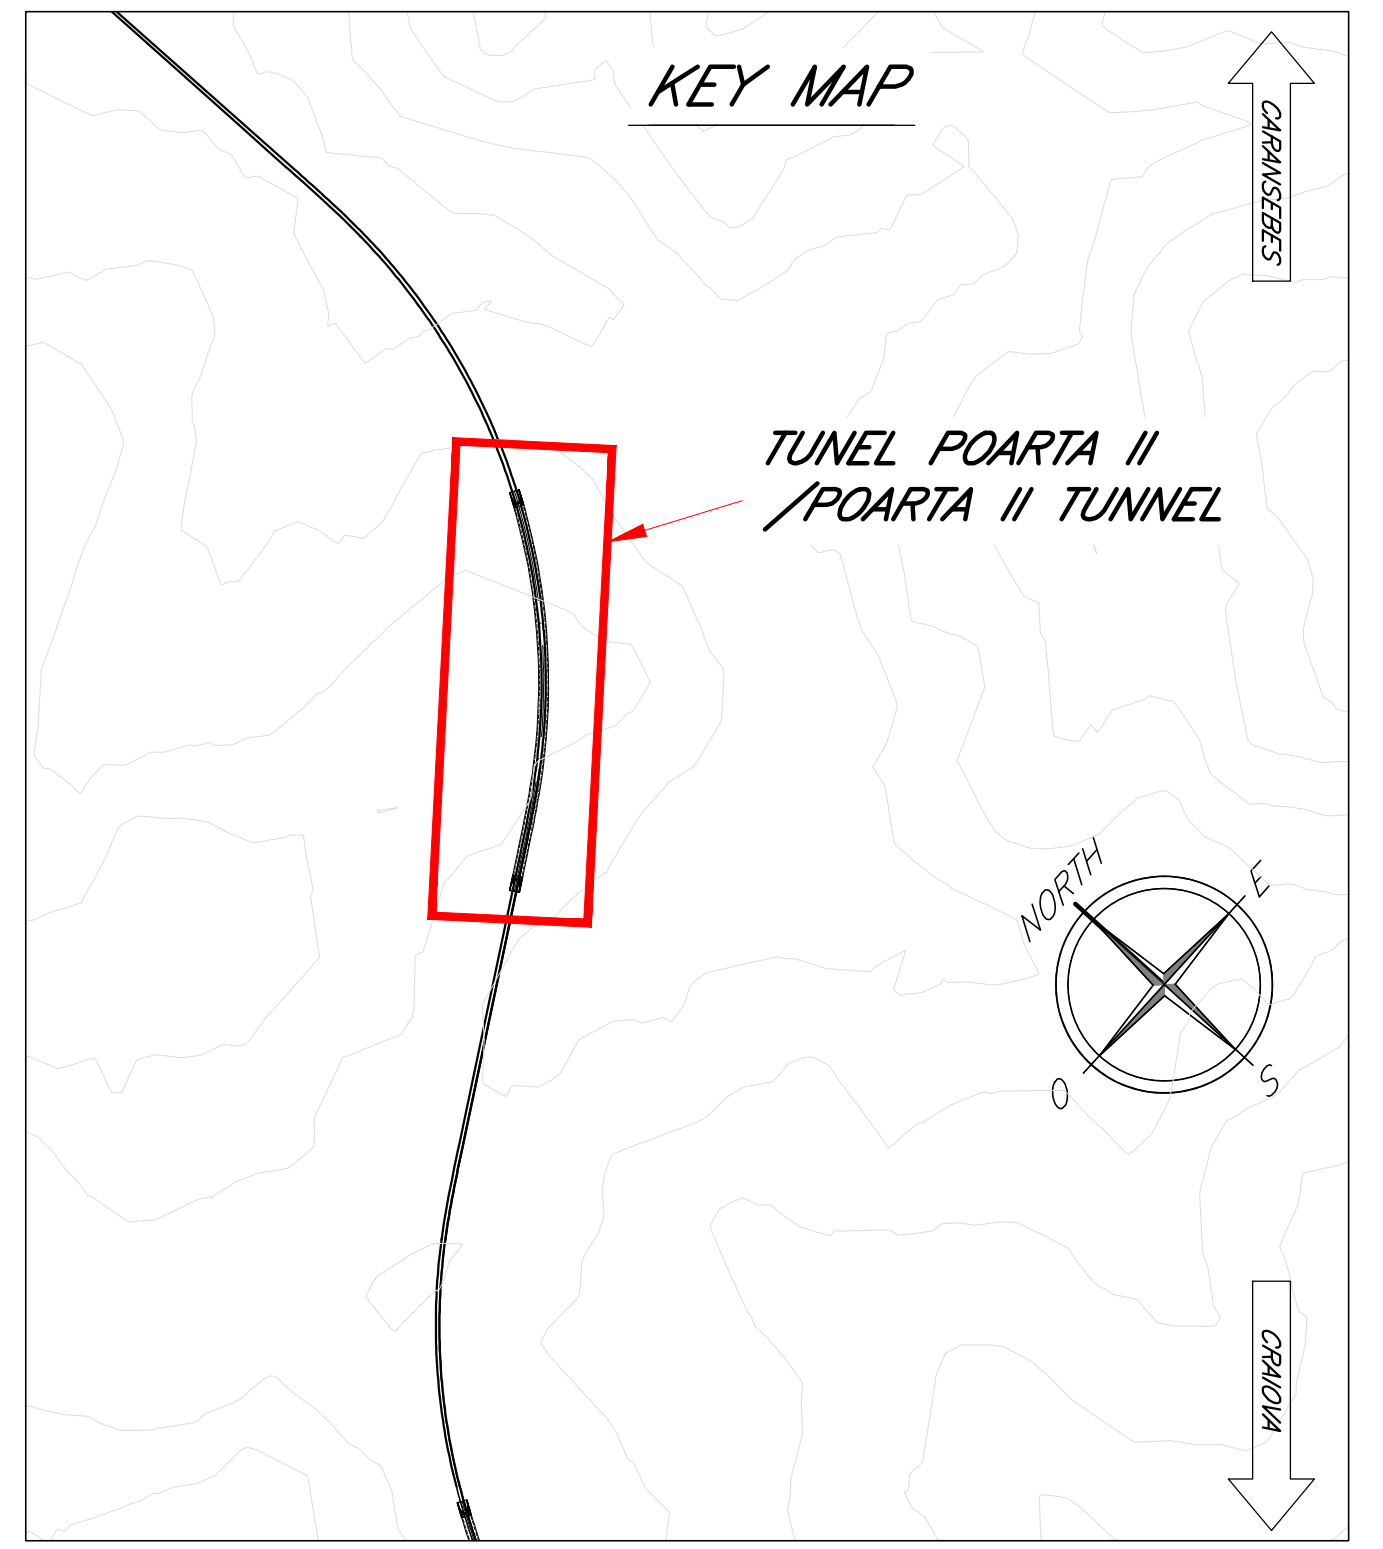 KEY MAP
CARANSEBES
TUNEL POARTA II
/POARTA II TUNNEL
NORTH
E
O
S
CRAIOVA